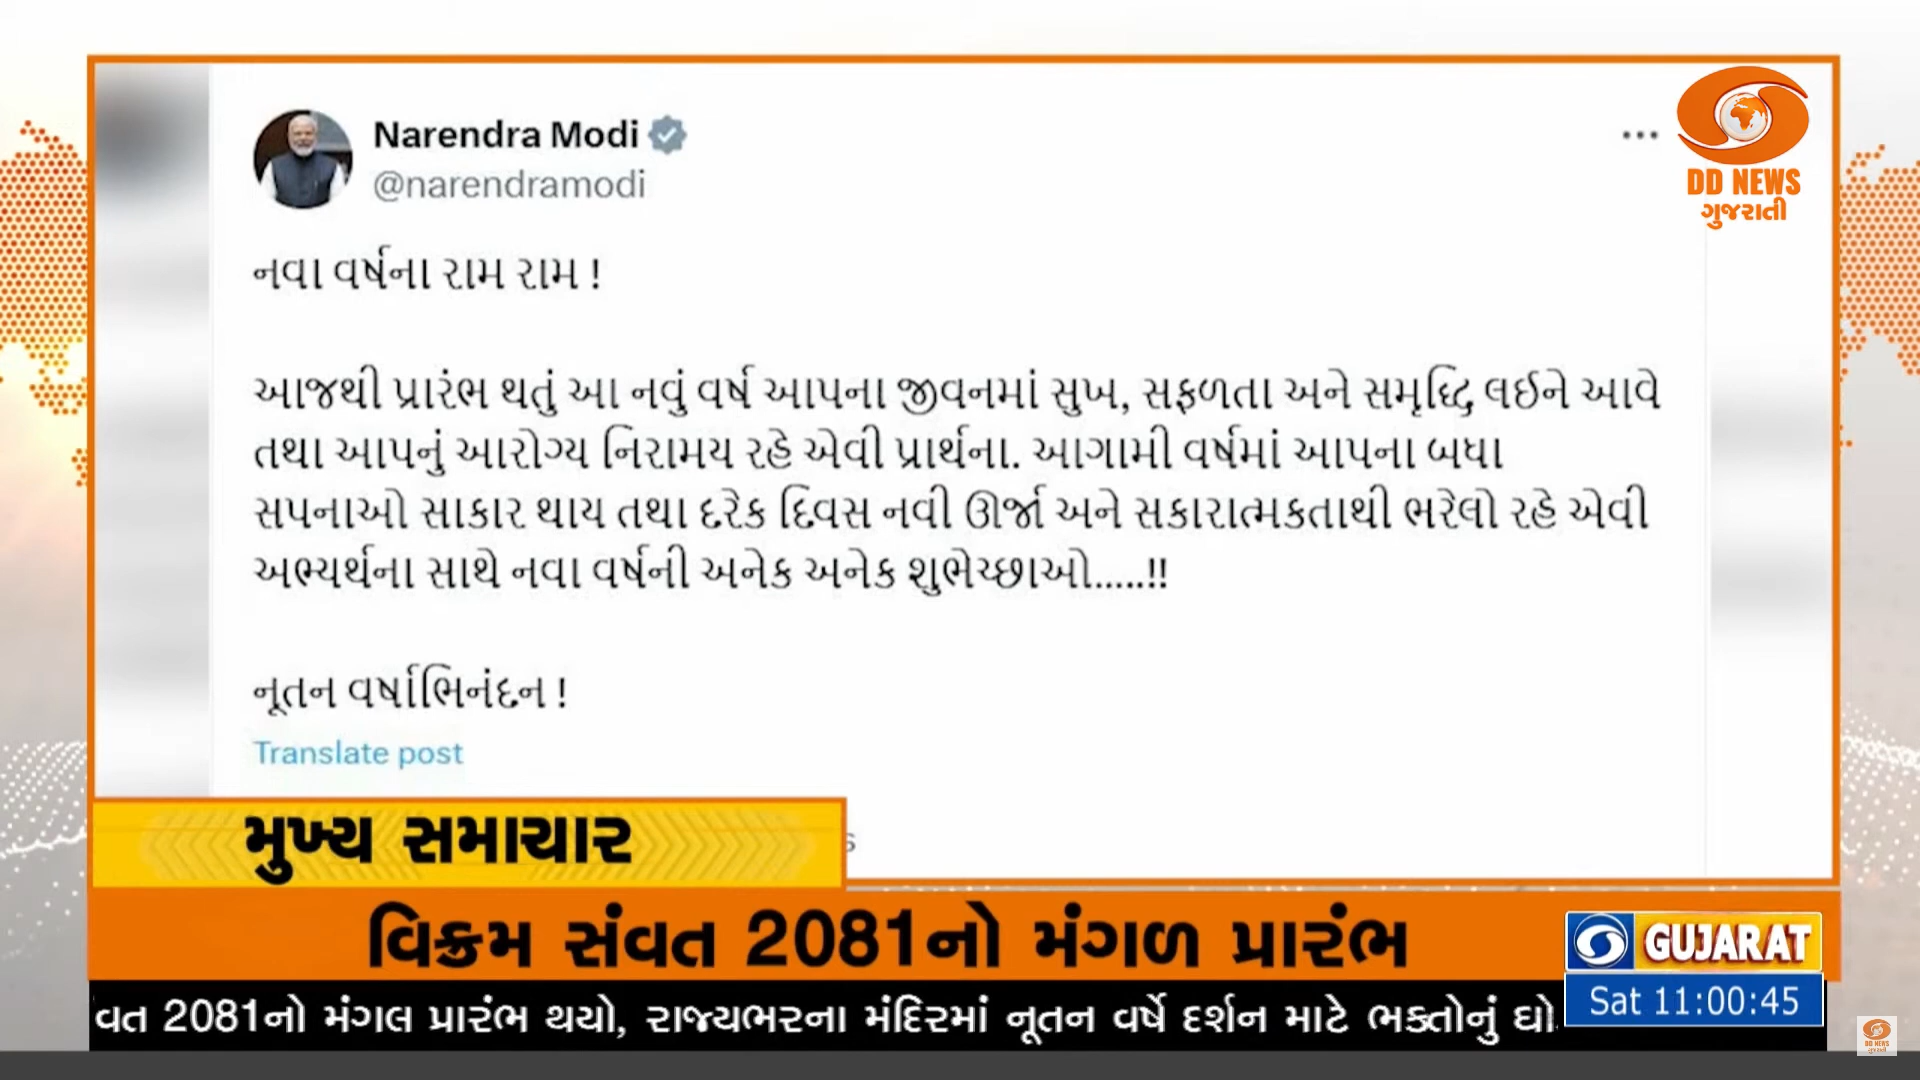 Narendra Modi
@narendramodi
DD NEWS
ગુજરાતી
નવા વર્ષના રામ રામ !
આજથી પ્રારંભ થતું આ નવું વર્ષ આપના જીવનમાં સુખ, સફળતા અને સમૃદ્ધિ લઈને આવે
તથા આપનું આરોગ્ય નિરામય રહે એવી પ્રાર્થના. આગામી વર્ષમાં આપના બધા
સપનાઓ સાકાર થાય તથા દરેક દિવસ નવી ઊર્જા અને સકારાત્મકતાથી ભરેલો રહે એવી
અભ્યર્થના સાથે નવા વર્ષની અનેક અનેક શુભેચ્છાઓ.....!!
નૂતન વર્ષાભિનંદન !
Translate post
મુખ્ય સમાચાર
વિક્રમ સંવત 2081નો મંગળ પ્રારંભ
GUJARAT
Sat 11:00:45
વત 2081નો મંગલ પ્રારંભ થયો, રાજ્યભરના મંદિરમાં નૂતન વર્ષે દર્શન માટે ભક્તોનું ઘો
DD NEWS
ગુજરાતી